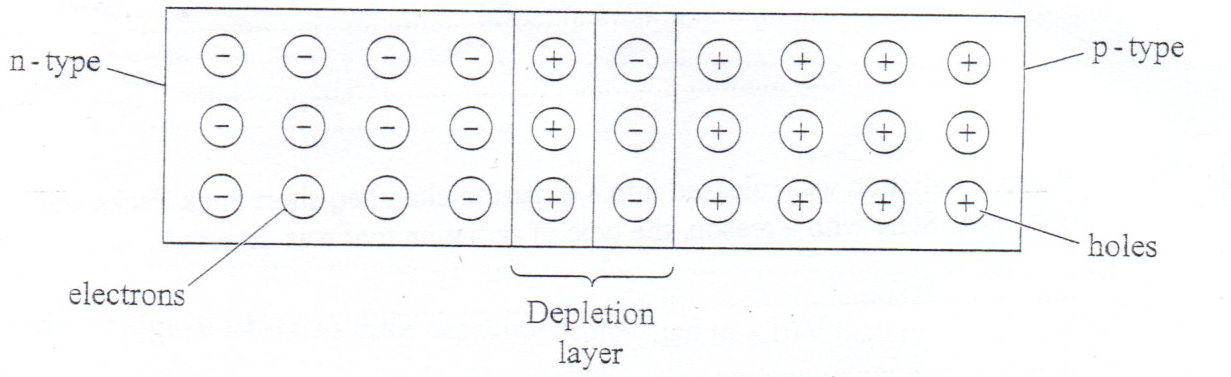 n-type
p-type
− − − − + − + + + +
− − − − + − + + + +
− − − − + − + + + +
electrons
holes
Depletion
layer